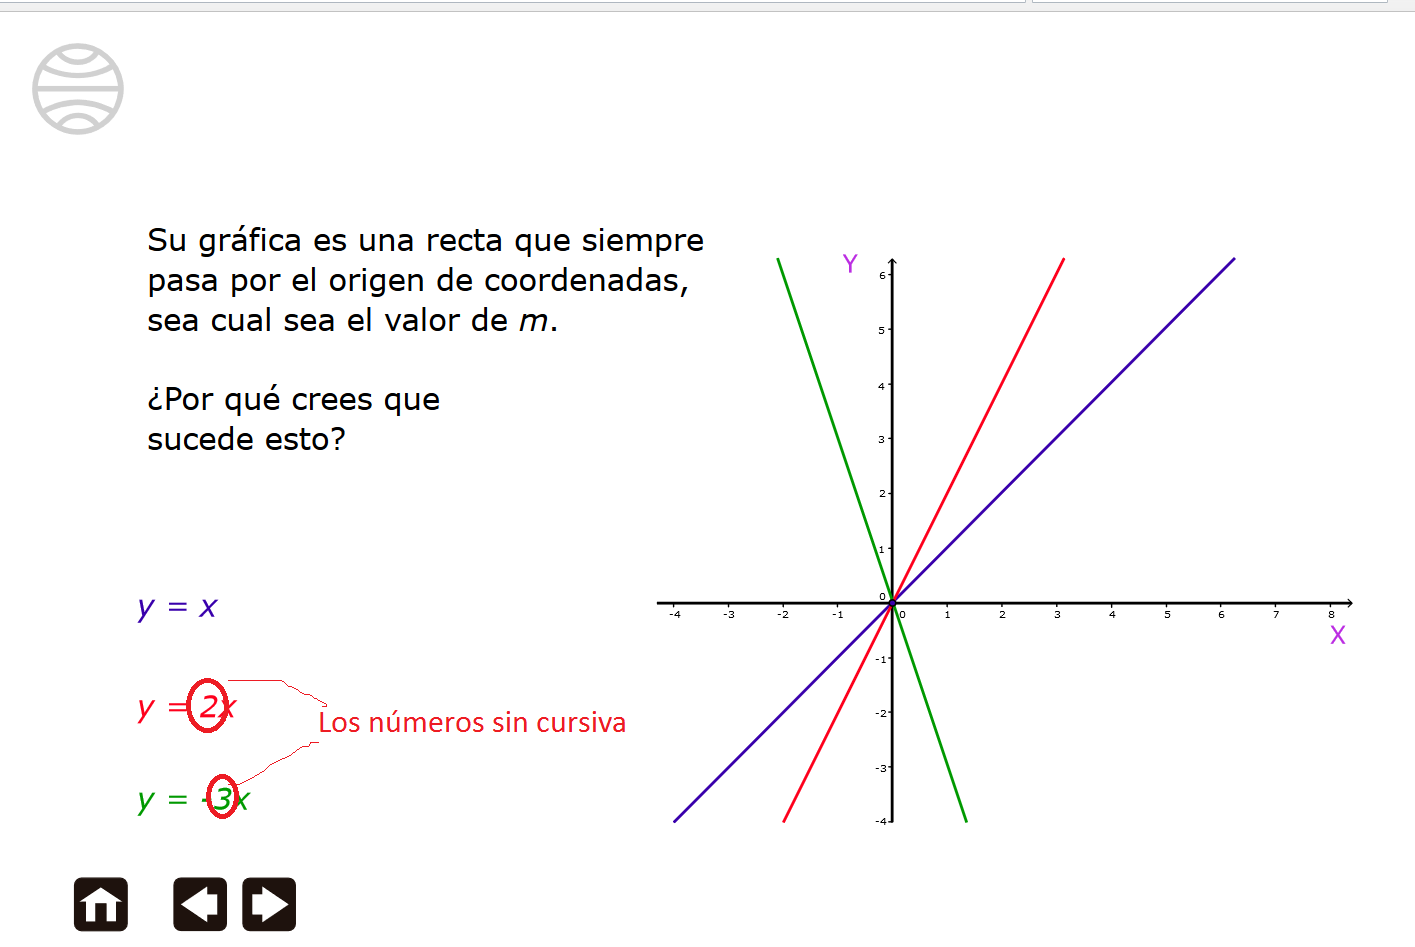 Su gráfica es una recta que siempre
pasa por el origen de coordenadas,
sea cual sea el valor de m.
¿Por qué crees que
sucede esto?
y = x
y = 2x
Los números sin cursiva
y = -3x
Y
6
5
4
3
2
1
0
-4 -3 -2 -1 0 1 2 3 4 5 6 7 8
X
-1
-2
-3
-4